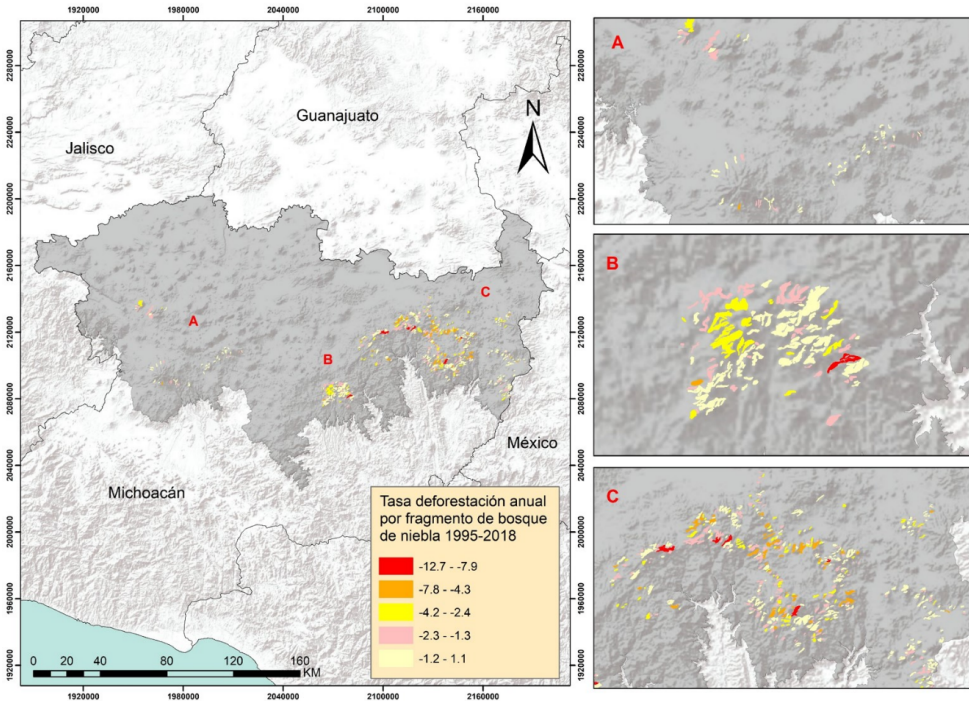 1920000 1980000 2040000 2100000 2160000
2280000
2240000
2200000
2160000
2120000
2080000
2040000
2000000
1960000
1920000
Guanajuato
Jalisco
N
A
B
C
México
Michoacán
Tasa deforestación anual
por fragmento de bosque
de niebla 1995-2018
-12.7 - -7.9
-7.8 - -4.3
-4.2 - -2.4
-2.3 - -1.3
-1.2 - 1.1
0 20 40 80 120 160
KM
1920000 1980000 2040000 2100000 2160000
2280000
2240000
2200000
2160000
2120000
2080000
2040000
2000000
1960000
1920000
A
B
C